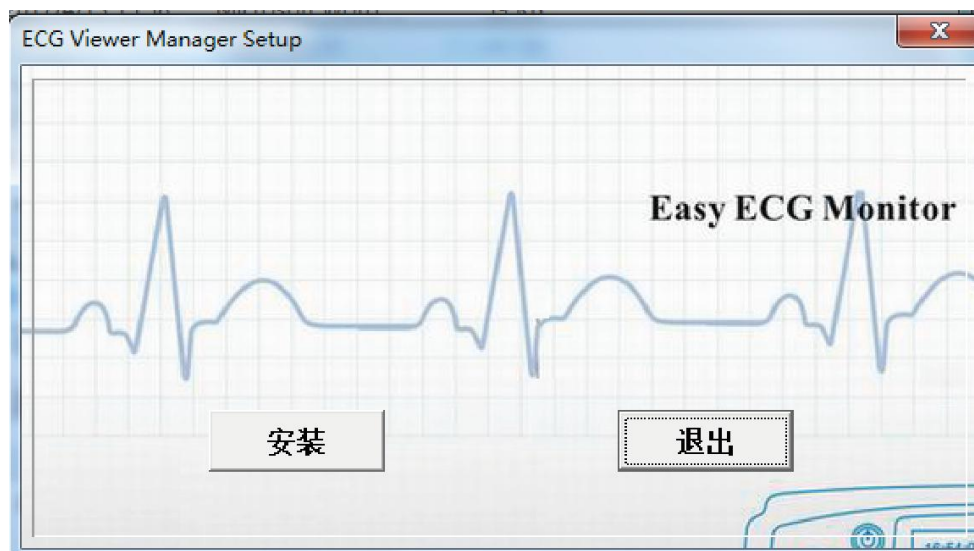 ECG Viewer Manager Setup
Easy ECG Monitor
安装
退出